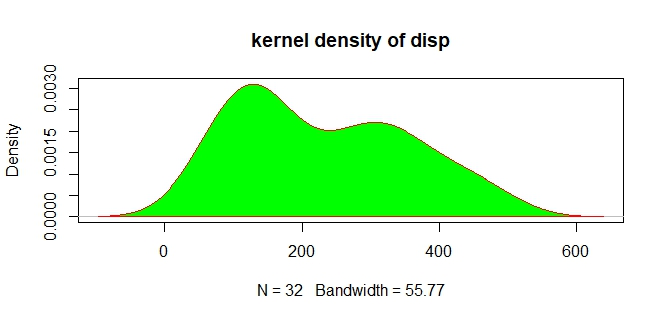 kernel density of disp
Density
0.0000 0.0015 0.0030
0 200 400 600
N = 32 Bandwidth = 55.77